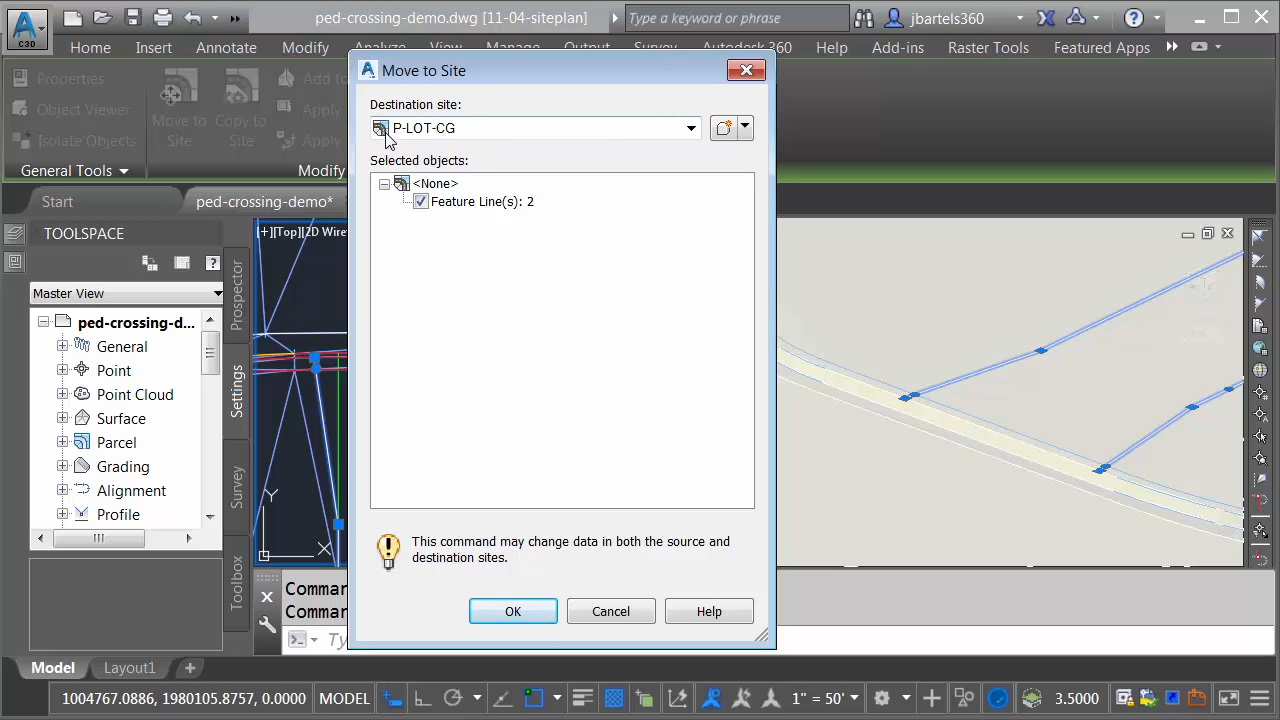 ped-crossing-demo.dwg [11-04-siteplan]
Type a keyword or phrase
jbartels360
C3D
Home
Insert
Annotate
Modify
Analyze
View
Manage
Output
Survey
Autodesk 360
Help
Add-ins
Raster Tools
Featured Apps
Properties
Object Viewer
Isolate Objects
General Tools
Move to
Site
Copy to
Site
Add to
Apply
Apply
Modify
Start
ped-crossing-demo*
Move to Site
Destination site:
P-LOT-CG
Selected objects:
<None>
Feature Line(s): 2
This command may change data in both the source and
destination sites.
OK
Cancel
Help
TOOLSPACE
Master View
ped-crossing-d...
General
Point
Point Cloud
Surface
Parcel
Grading
Alignment
Profile
Prospector
Settings
Survey
Toolbox
[+][Top][2D Wire
Y
X
Comman
Comman
Ty
Model
Layout1
1004767.0886, 1980105.8757, 0.0000
MODEL
1" = 50'
3.5000